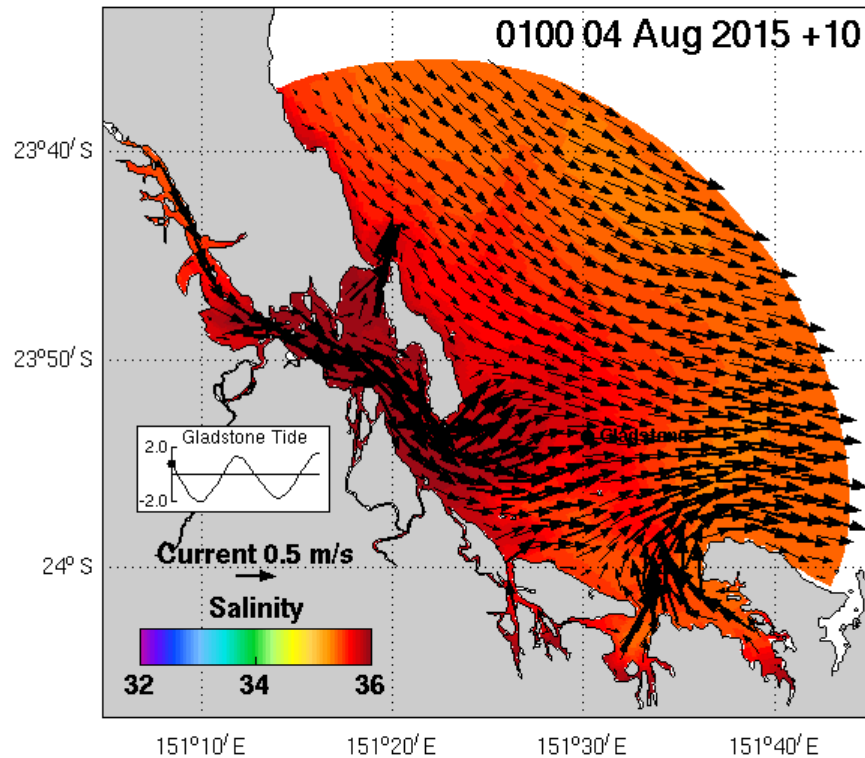 0100 04 Aug 2015 +10
23°40′ S
23°50′ S
Gladstone
Gladstone Tide
2.0
-2.0
Current 0.5 m/s
24° S
Salinity
32 34 36
151°10′ E 151°20′ E 151°30′ E 151°40′ E